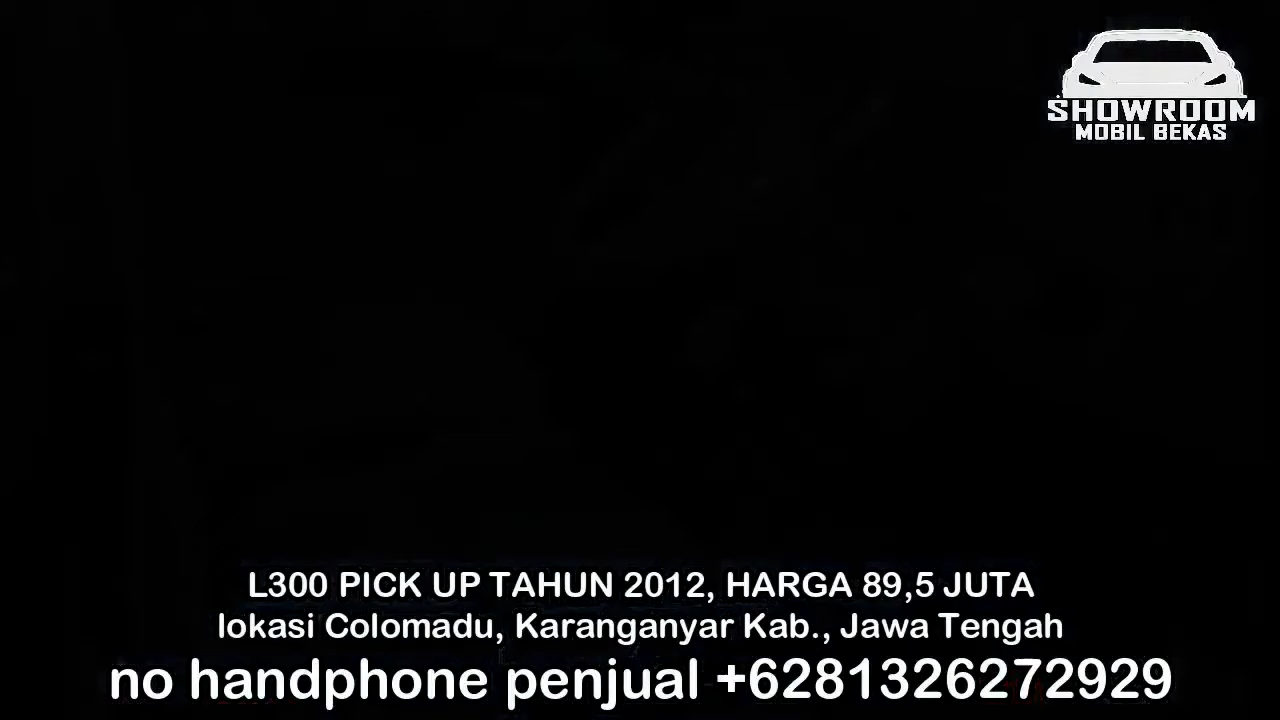 SHOWROOM
MOBIL BEKAS
L300 PICK UP TAHUN 2012, HARGA 89,5 JUTA
lokasi Colomadu, Karanganyar Kab., Jawa Tengah
no handphone penjual +6281326272929